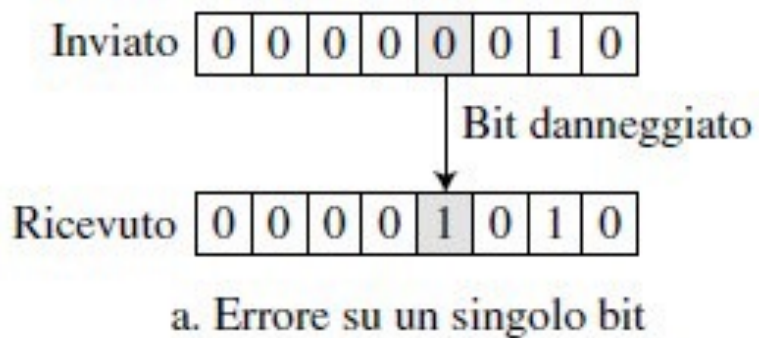 Inviato 0 0 0 0 0 0 1 0
Bit danneggiato
Ricevuto 0 0 0 0 1 0 1 0
a. Errore su un singolo bit